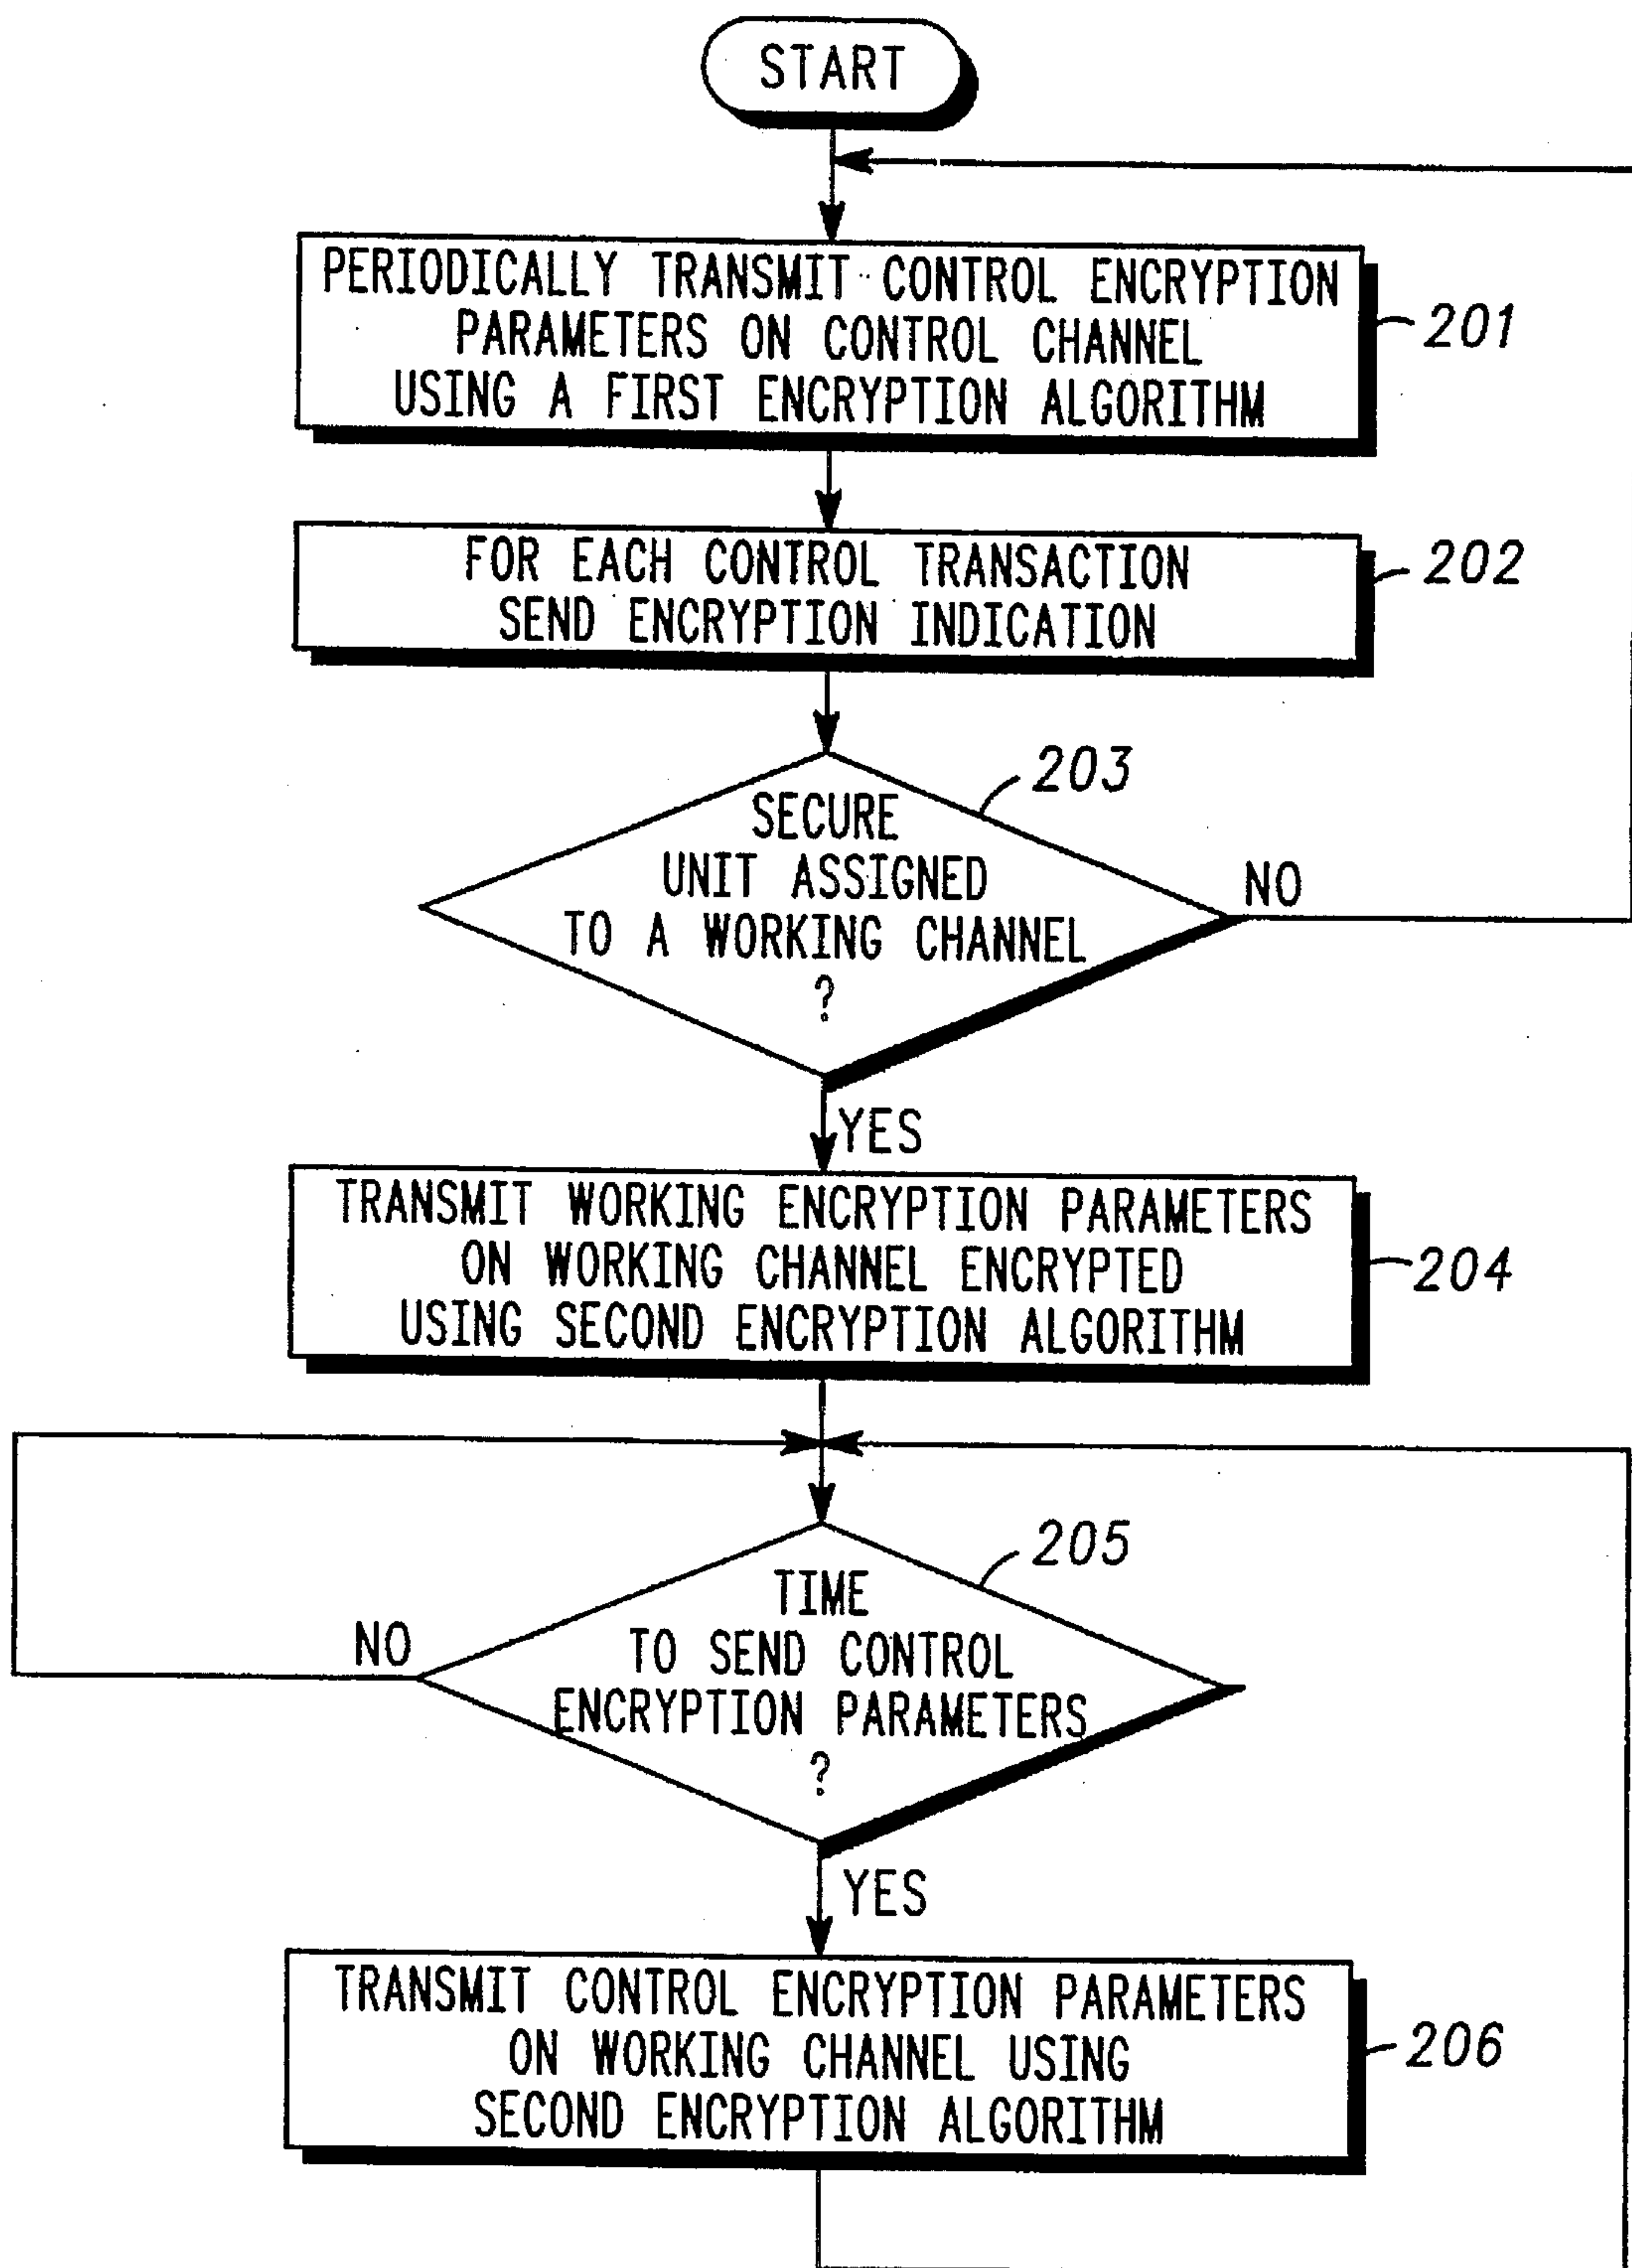 START
PERIODICALLY TRANSMIT CONTROL ENCRYPTION
PARAMETERS ON CONTROL CHANNEL
USING A FIRST ENCRYPTION ALGORITHM
201
FOR EACH CONTROL TRANSACTION
SEND ENCRYPTION INDICATION
202
203
SECURE
UNIT ASSIGNED
TO A WORKING CHANNEL
?
NO
YES
TRANSMIT WORKING ENCRYPTION PARAMETERS
ON WORKING CHANNEL ENCRYPTED
USING SECOND ENCRYPTION ALGORITHM
204
205
TIME
TO SEND CONTROL
ENCRYPTION PARAMETERS
?
NO
YES
TRANSMIT CONTROL ENCRYPTION PARAMETERS
ON WORKING CHANNEL USING
SECOND ENCRYPTION ALGORITHM
206